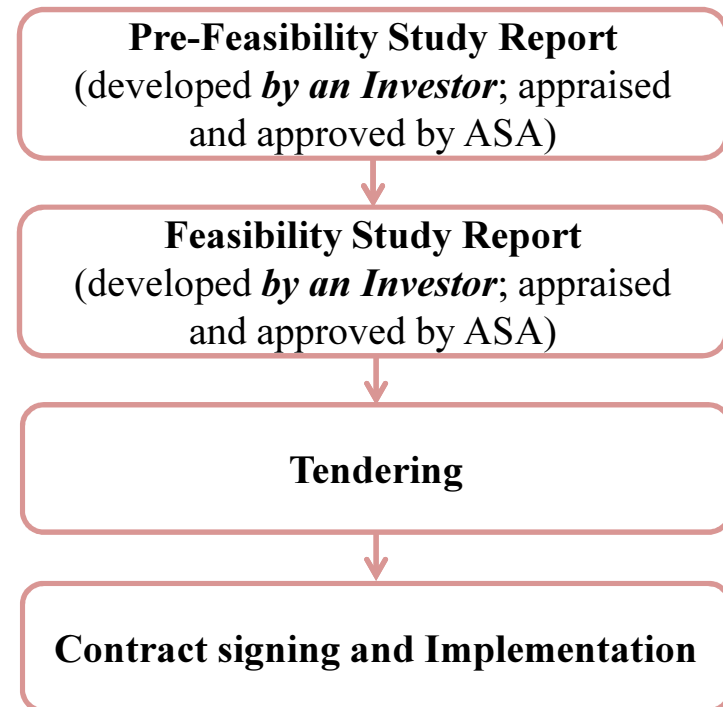 Pre-Feasibility Study Report
(developed by an Investor; appraised
and approved by ASA)
Feasibility Study Report
(developed by an Investor; appraised
and approved by ASA)
Tendering
Contract signing and Implementation